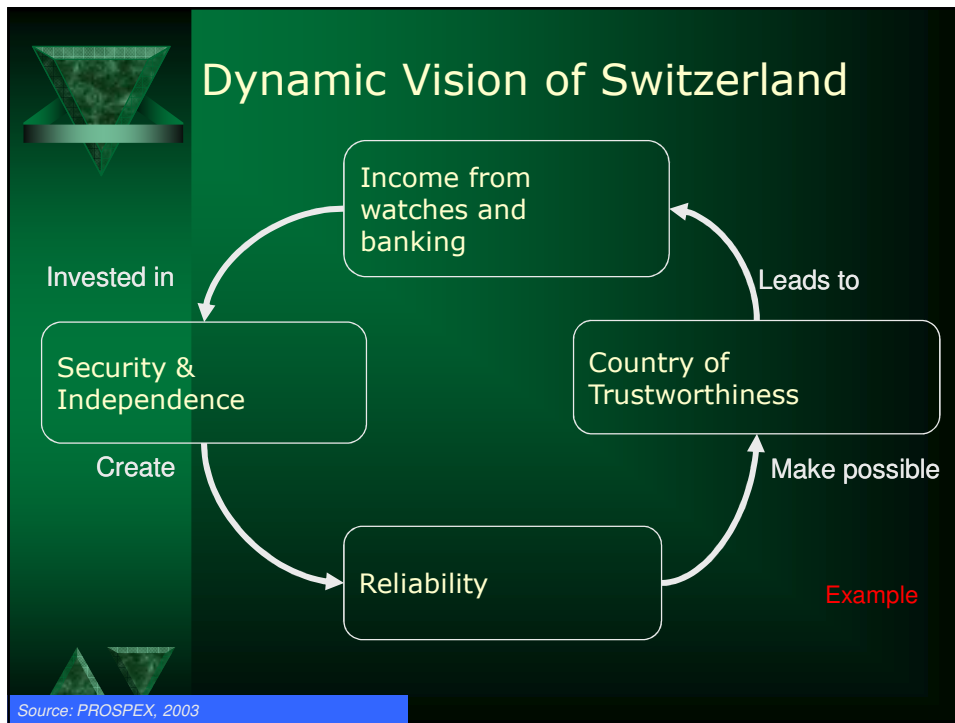 Dynamic Vision of Switzerland
Income from
watches and
banking
Invested in
Leads to
Security &
Independence
Country of
Trustworthiness
Create
Make possible
Reliability
Example
Source: PROSPEX, 2003